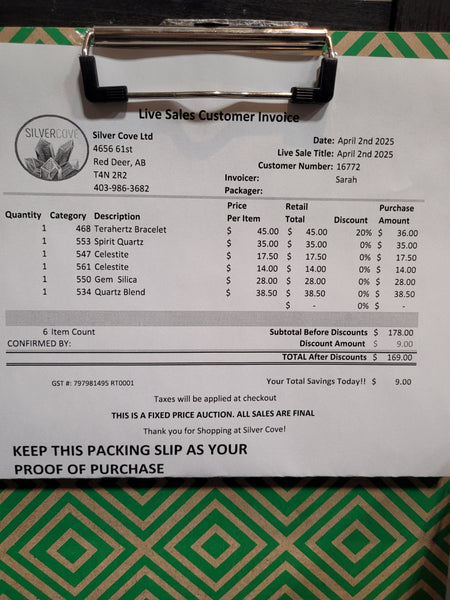 Live Sales Customer Invoice
SILVERCOVE
Silver Cove Ltd
4656 61st
Red Deer, AB
T4N 2R2
403-986-3682
Date: April 2nd 2025
Live Sale Title: April 2nd 2025
Customer Number: 16772
Invoicer: Sarah
Packager:
Quantity Category Description Price Per Item Retail Total Discount Purchase Amount
1 468 Terahertz Bracelet $ 45.00 $ 45.00 20% $ 36.00
1 553 Spirit Quartz $ 35.00 $ 35.00 0% $ 35.00
1 547 Celestite $ 17.50 $ 17.50 0% $ 17.50
1 561 Celestite $ 14.00 $ 14.00 0% $ 14.00
1 550 Gem Silica $ 28.00 $ 28.00 0% $ 28.00
1 534 Quartz Blend $ 38.50 $ 38.50 0% $ 38.50
$ - 0% $ -
6 Item Count Subtotal Before Discounts $ 178.00
CONFIRMED BY: Discount Amount $ 9.00
TOTAL After Discounts $ 169.00
GST #: 797981495 RT0001 Your Total Savings Today!! $ 9.00
Taxes will be applied at checkout
THIS IS A FIXED PRICE AUCTION. ALL SALES ARE FINAL
Thank you for Shopping at Silver Cove!
KEEP THIS PACKING SLIP AS YOUR
PROOF OF PURCHASE